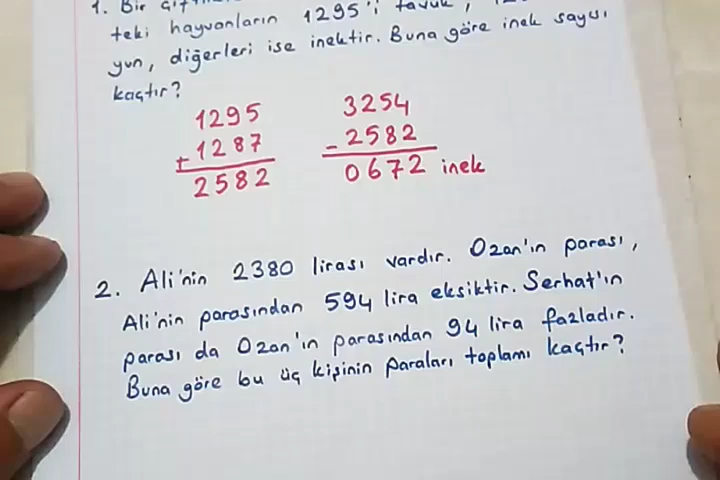 1. Bir
teki hayvanların 1295'i tavuk,
yun, diğerleri ise inektir. Buna göre inek sayısı
kaçtır?
1295
+1287
2582
3254
-2582
0672 inek
2. Ali'nin 2380 lirası vardır. Ozan'ın parası,
Ali'nin parasından 594 lira eksiktir. Serhat'ın
parası da Ozan'ın parasından 94 lira fazladır.
Buna göre bu üç kişinin paraları toplamı kaçtır?